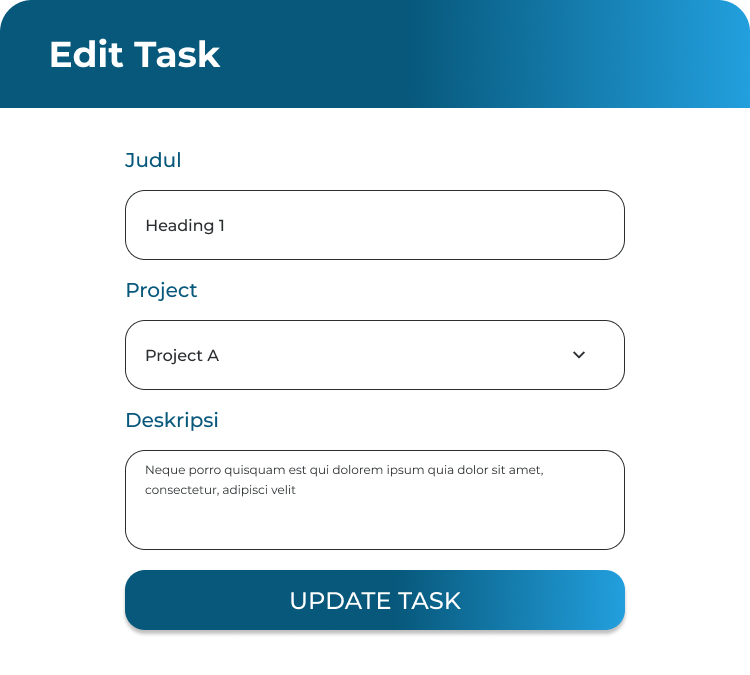 Edit Task
Judul
Heading 1
Project
Project A
Deskripsi
Neque porro quisquam est qui dolorem ipsum quia dolor sit amet,
consectetur, adipisci velit
UPDATE TASK